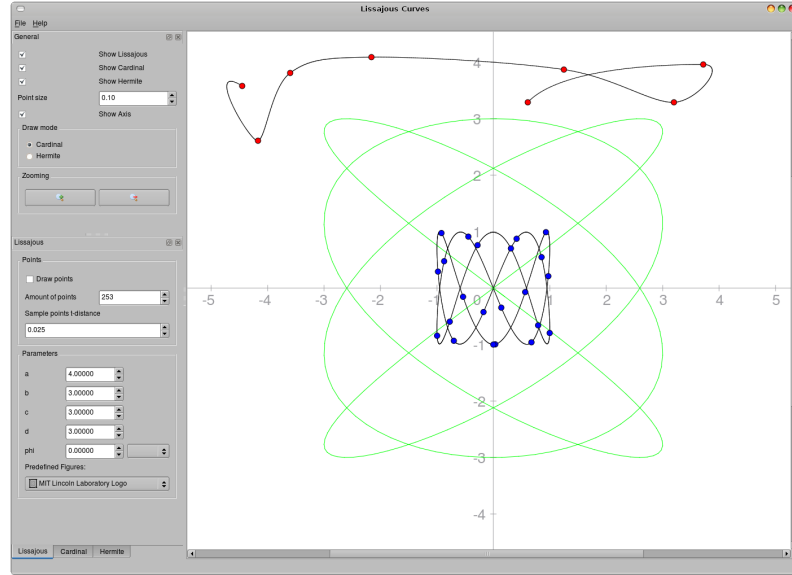 Lissajous Curves
File Help
General
Show Lissajous
Show Cardinal
Show Hermite
Point size 0.10
Show Axis
Draw mode
Cardinal
Hermite
Zooming
Lissajous
Points
Draw points
Amount of points 253
Sample points t-distance
0.025
Parameters
a 4.00000
b 3.00000
c 3.00000
d 3.00000
phi 0.00000
Predefined Figures:
MIT Lincoln Laboratory Logo
Lissajous Cardinal Hermite
4
3
2
1
-5 -4 -3 -2 -1 0 1 2 3 4 5
-1
-2
-3
-4